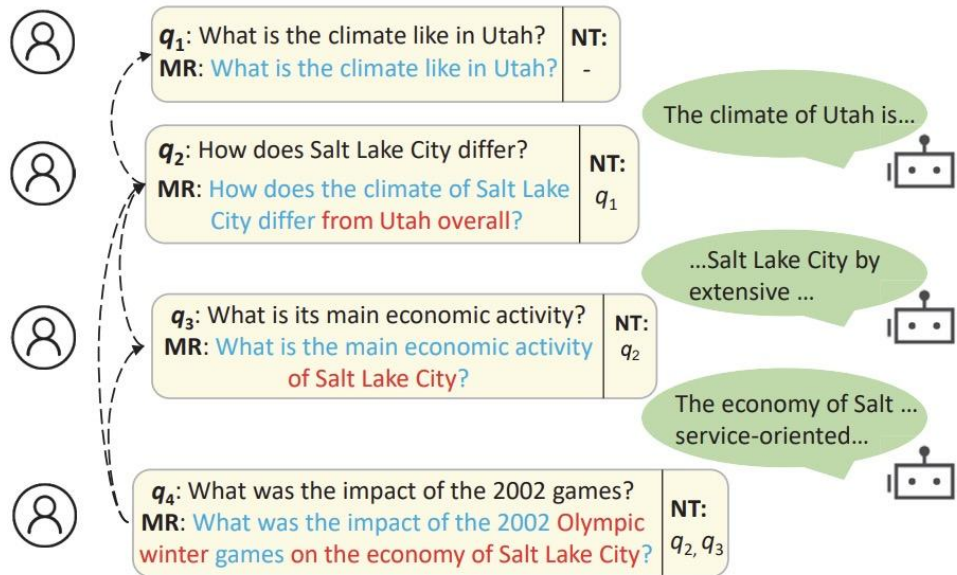 q1: What is the climate like in Utah?
MR: What is the climate like in Utah?
NT:
-
The climate of Utah is...
q2: How does Salt Lake City differ?
MR: How does the climate of Salt Lake
City differ from Utah overall?
NT:
q1
...Salt Lake City by
extensive ...
q3: What is its main economic activity?
MR: What is the main economic activity
of Salt Lake City?
NT:
q2
The economy of Salt ...
service-oriented...
q4: What was the impact of the 2002 games?
MR: What was the impact of the 2002 Olympic
winter games on the economy of Salt Lake City?
NT:
q2, q3